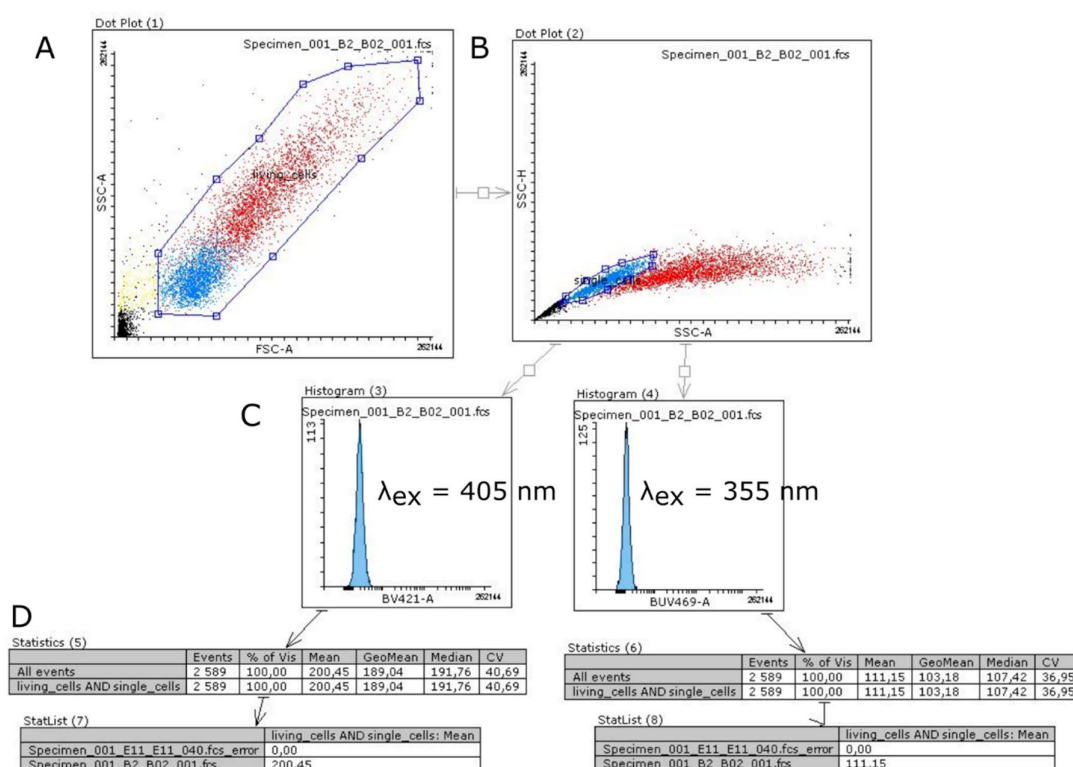 A
Dot Plot (1)
Specimen_001_B2_B02_001.fcs
262144
SSC-A
living_cells
FSC-A
262144
B
Dot Plot (2)
Specimen_001_B2_B02_001.fcs
262144
SSC-H
single_cells
SSC-A
262144
C
Histogram (3)
Specimen_001_B2_B02_001.fcs
113
λex = 405 nm
BV421-A
262144
Histogram (4)
Specimen_001_B2_B02_001.fcs
125
λex = 355 nm
BUV469-A
262144
D
Statistics (5)
Events % of Vis Mean GeoMean Median CV
All events 2 589 100,00 200,45 189,04 191,76 40,69
living_cells AND single_cells 2 589 100,00 200,45 189,04 191,76 40,69
StatList (7)
living_cells AND single_cells: Mean
Specimen_001_E11_E11_040.fcs_error 0,00
Specimen_001_B2_B02_001.fcs 200,45
Statistics (6)
Events % of Vis Mean GeoMean Median CV
All events 2 589 100,00 111,15 103,18 107,42 36,95
living_cells AND single_cells 2 589 100,00 111,15 103,18 107,42 36,95
StatList (8)
living_cells AND single_cells: Mean
Specimen_001_E11_E11_040.fcs_error 0,00
Specimen_001_B2_B02_001.fcs 111,15